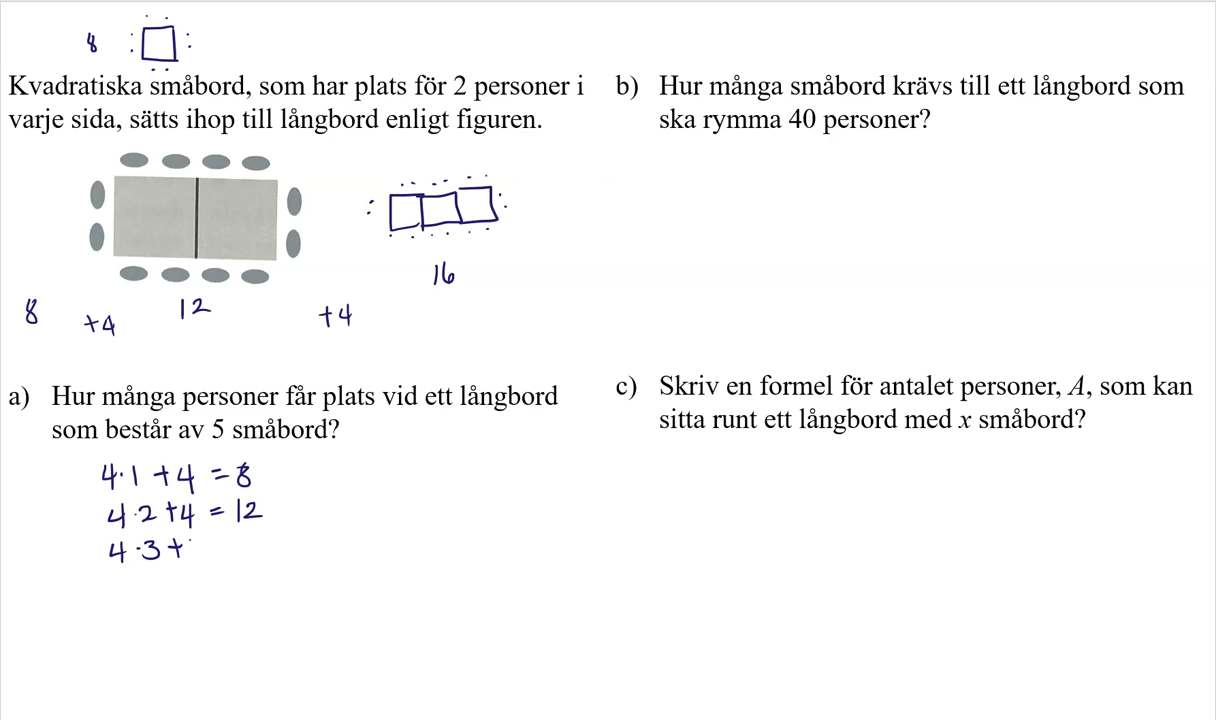 8
Kvadratiska småbord, som har plats för 2 personer i
varje sida, sätts ihop till långbord enligt figuren.
16
8 +4 12 +4
a) Hur många personer får plats vid ett långbord
som består av 5 småbord?
4·1 +4 = 8
4·2+4 = 12
4·3+
b) Hur många småbord krävs till ett långbord som
ska rymma 40 personer?
c) Skriv en formel för antalet personer, A, som kan
sitta runt ett långbord med x småbord?